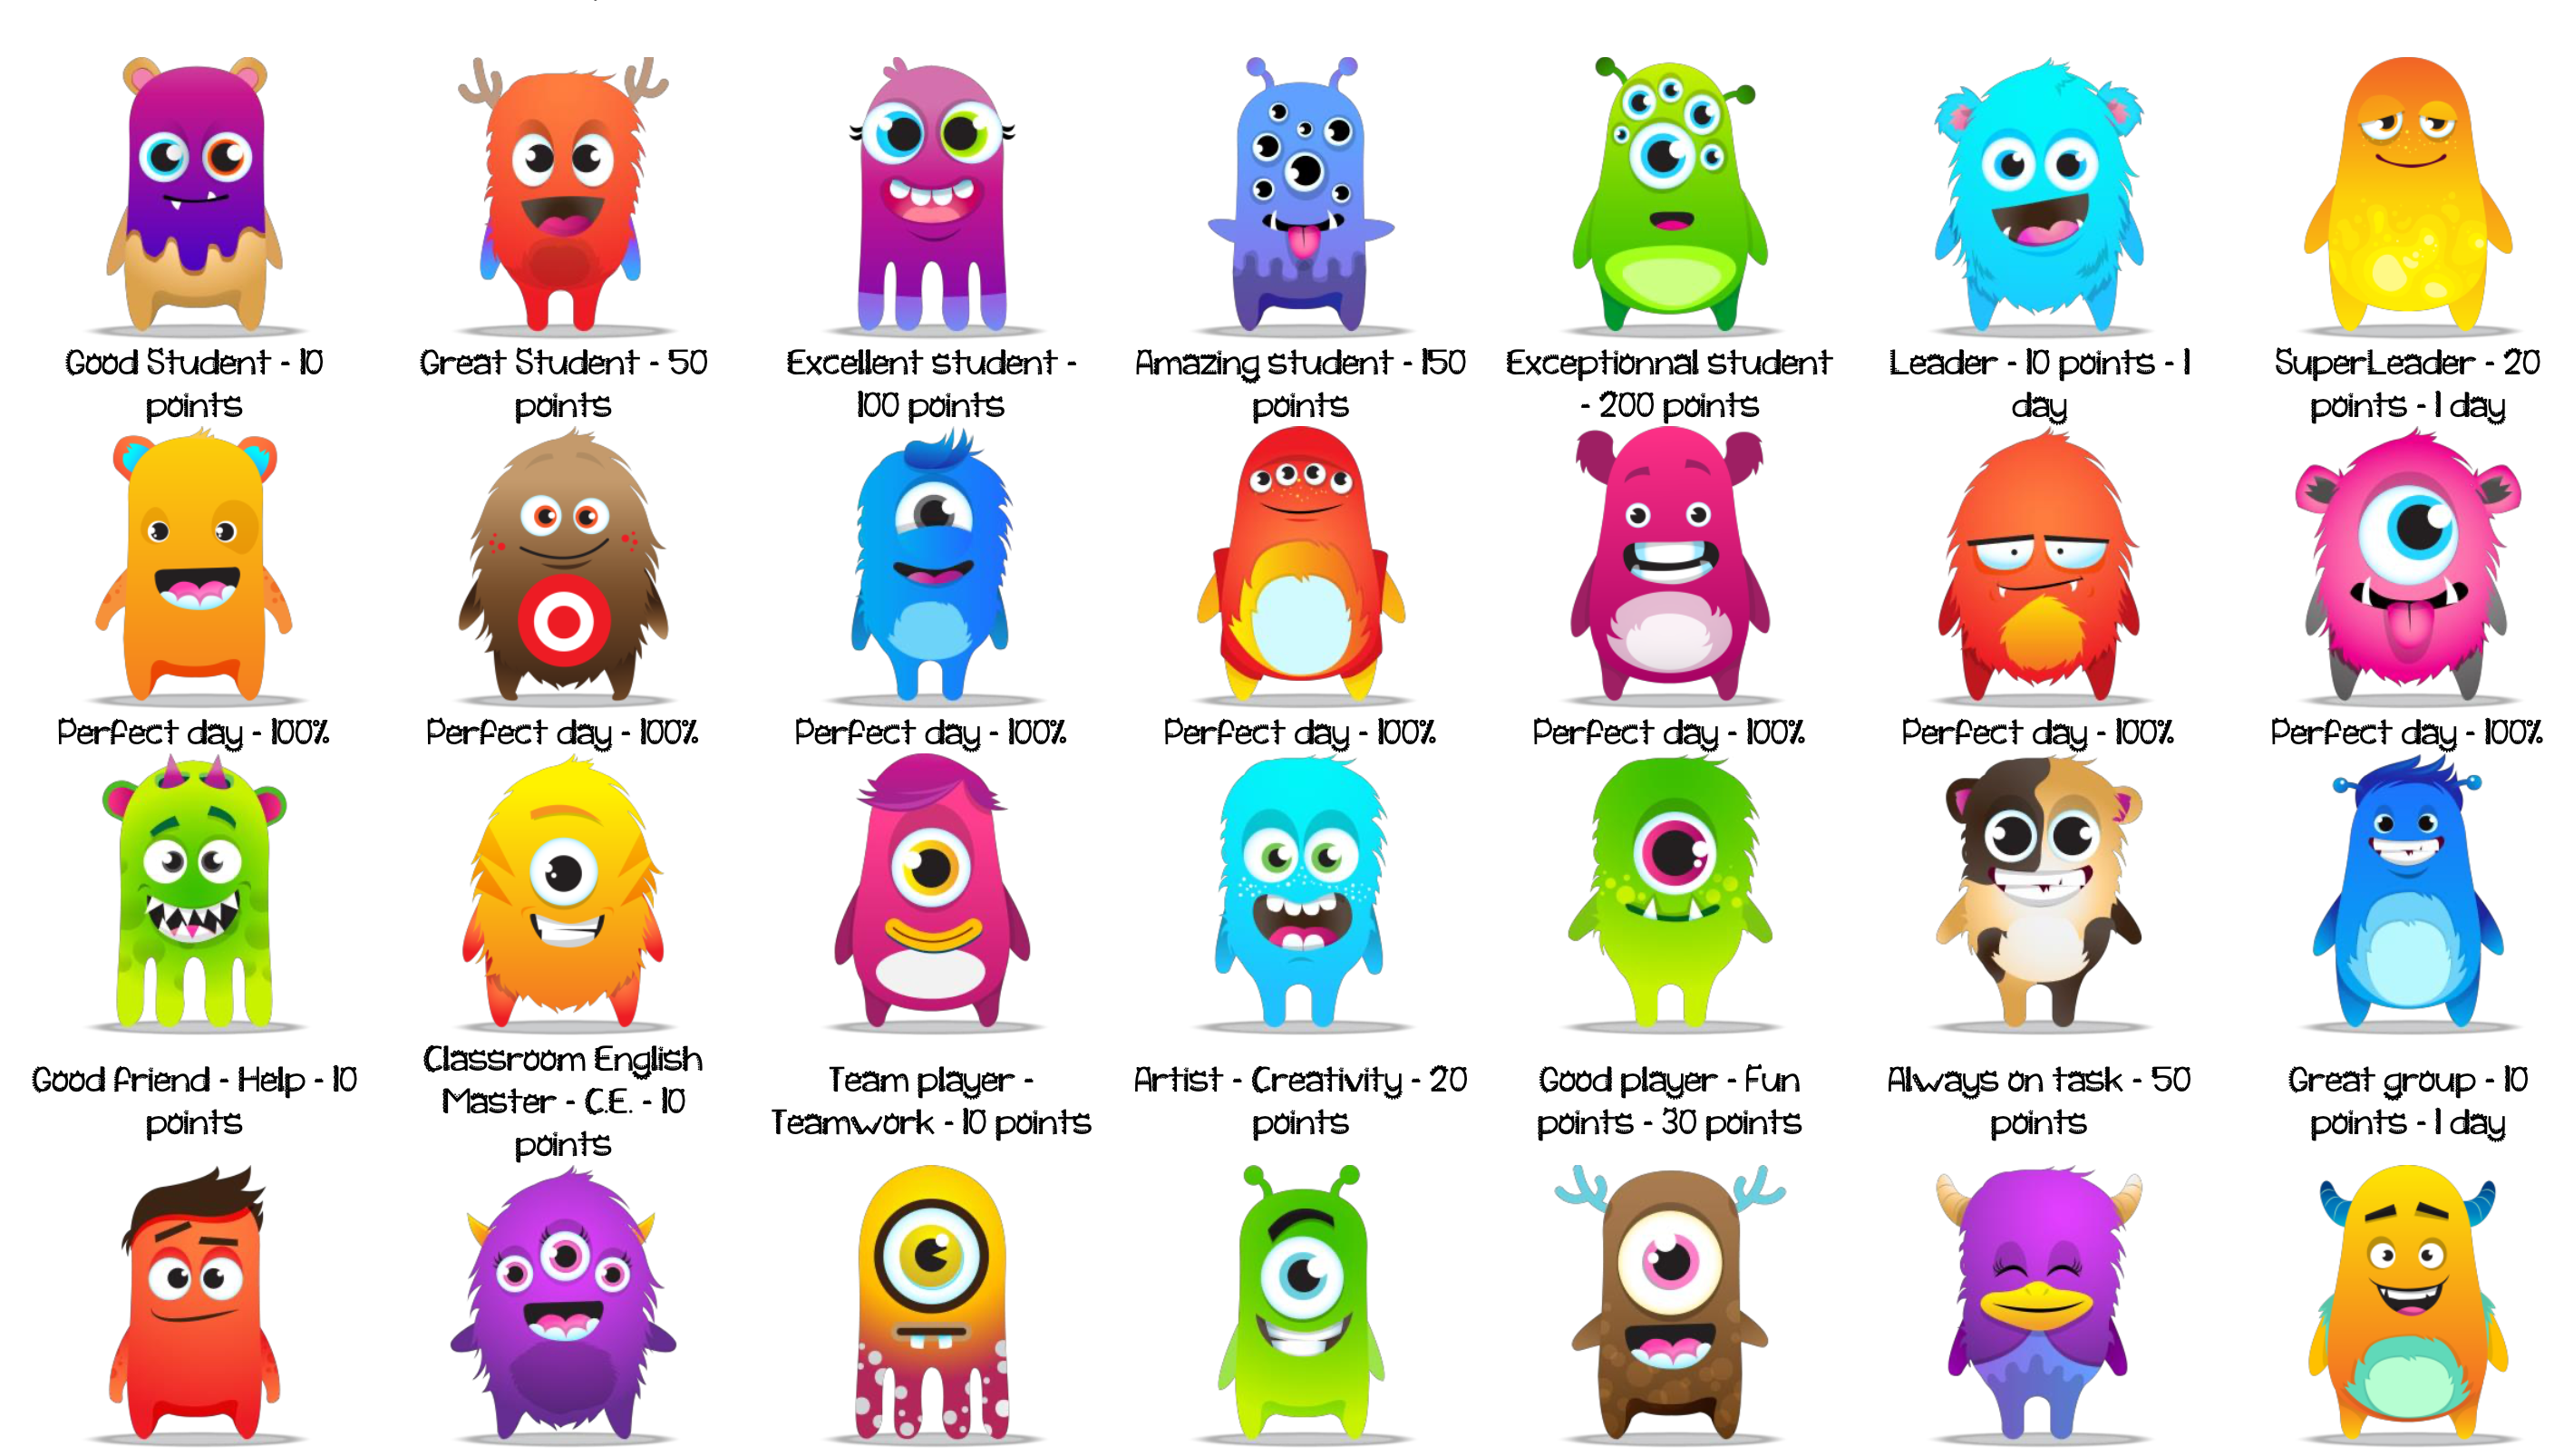 Good Student - 10 points
Great Student - 50 points
Excellent student - 100 points
Amazing student - 150 points
Exceptionnal student - 200 points
Leader - 10 points - 1 day
SuperLeader - 20 points - 1 day
Perfect day - 100%
Perfect day - 100%
Perfect day - 100%
Perfect day - 100%
Perfect day - 100%
Perfect day - 100%
Perfect day - 100%
Good friend - Help - 10 points
Classroom English Master - C.E. - 10 points
Team player - Teamwork - 10 points
Artist - Creativity - 20 points
Good player - Fun points - 30 points
Always on task - 50 points
Great group - 10 points - 1 day